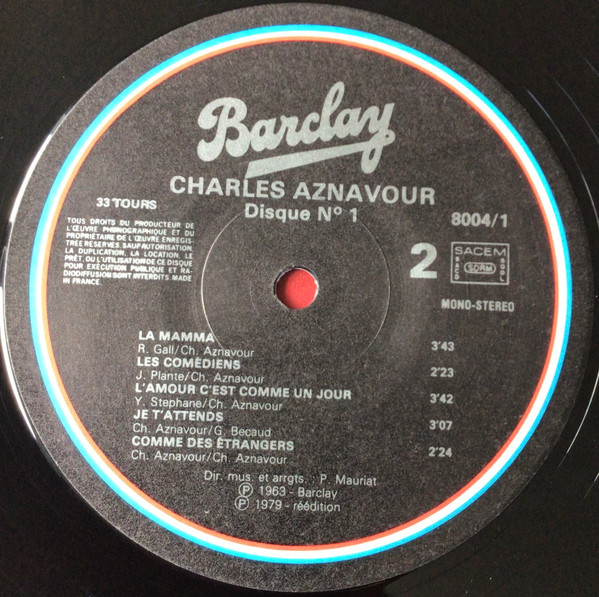 Barclay
CHARLES AZNAVOUR
Disque Nº 1
33 TOURS
8004/1
TOUS DROITS DU PRODUCTEUR DE
L'ŒUVRE PHONOGRAPHIQUE ET DU
PROPRIÉTAIRE DE L'ŒUVRE ENREGIS-
TRÉE RÉSERVÉS. SAUF AUTORISATION,
LA DUPLICATION, LA LOCATION, LE
PRÊT, OU L'UTILISATION DE CE DISQUE
POUR EXÉCUTION PUBLIQUE ET RA-
DIODIFFUSION SONT INTERDITS. MADE
IN FRANCE
2
SACEM
SACD
SDRM
SGDL
MONO-STEREO
LA MAMMA
R. Gall/Ch. Aznavour 3'43
LES COMÉDIENS
J. Plante/Ch. Aznavour 2'23
L'AMOUR C'EST COMME UN JOUR
Y. Stephane/Ch. Aznavour 3'42
JE T'ATTENDS
Ch. Aznavour/G. Becaud 3'07
COMME DES ÉTRANGERS
Ch. Aznavour/Ch. Aznavour 2'24
Dir. mus. et arrgts. : P. Mauriat
Ⓟ 1963 - Barclay
Ⓟ 1979 - réédition